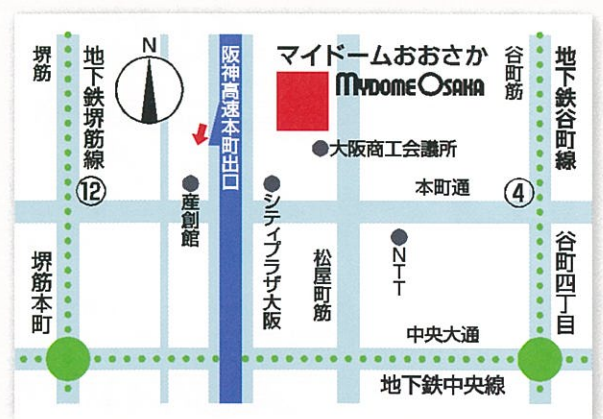 堺筋
地下鉄堺筋線
N
阪神高速本町出口
マイドームおおさか
MYDOME OSAKA
谷町筋
地下鉄谷町線
大阪商工会議所
本町通
⑫
④
産創館
シティプラザ大阪
松屋町筋
NTT
堺筋本町
谷町四丁目
中央大通
地下鉄中央線